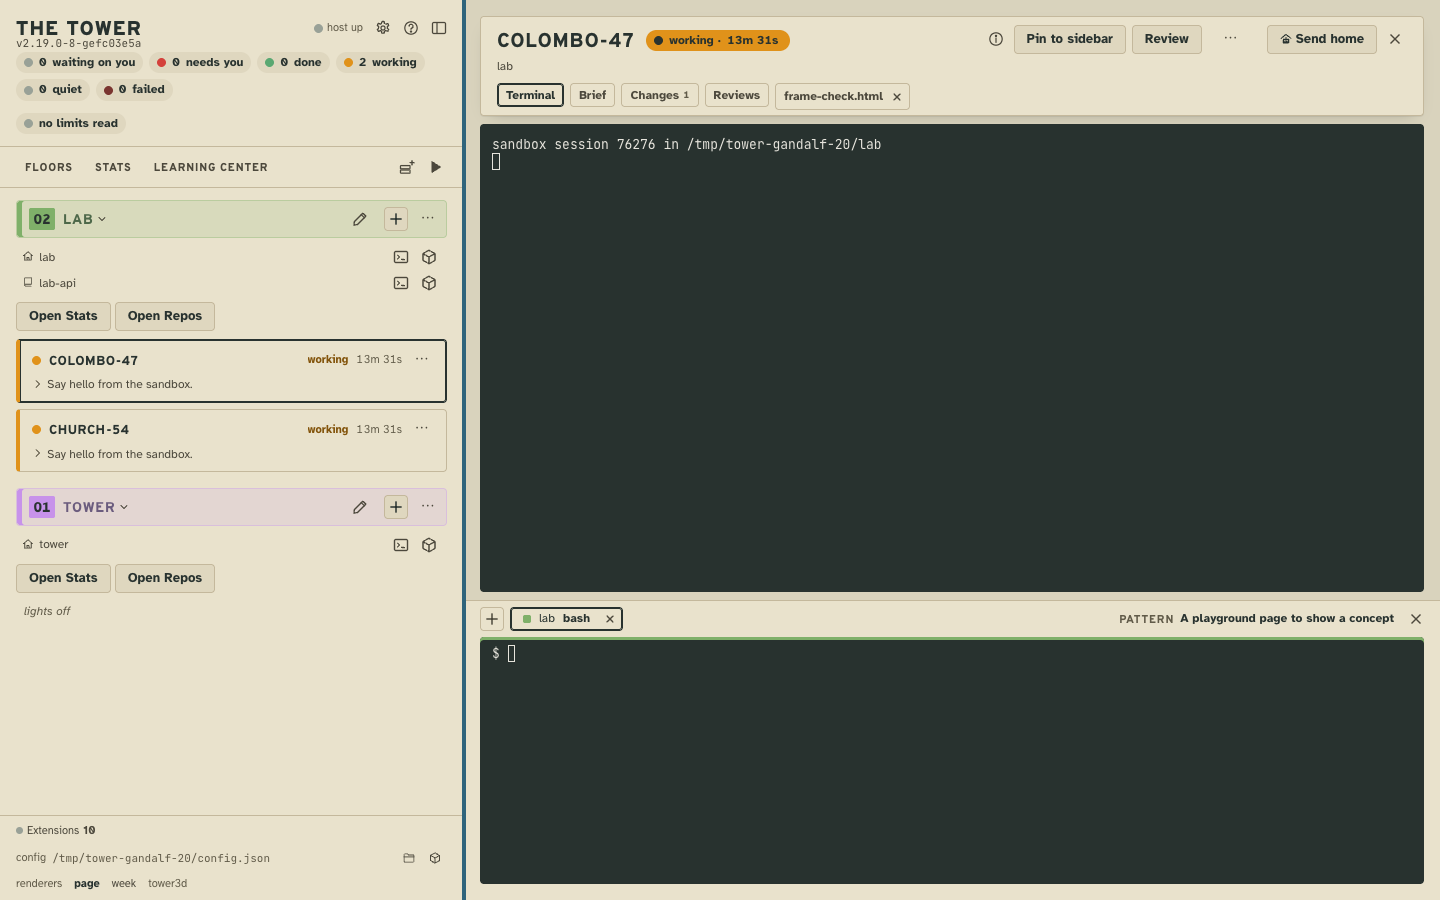 THE TOWER
host up
v2.19.0-8-gefc03e5a
0 waiting on you
0 needs you
0 done
2 working
0 quiet
0 failed
no limits read
FLOORS
STATS
LEARNING CENTER
02 LAB
lab
lab-api
Open Stats
Open Repos
COLOMBO-47
working 13m 31s
Say hello from the sandbox.
CHURCH-54
working 13m 31s
Say hello from the sandbox.
01 TOWER
tower
Open Stats
Open Repos
lights off
Extensions 10
config /tmp/tower-gandalf-20/config.json
renderers page week tower3d
COLOMBO-47
working · 13m 31s
Pin to sidebar
Review
Send home
lab
Terminal
Brief
Changes 1
Reviews
frame-check.html
sandbox session 76276 in /tmp/tower-gandalf-20/lab
lab bash
PATTERN A playground page to show a concept
$